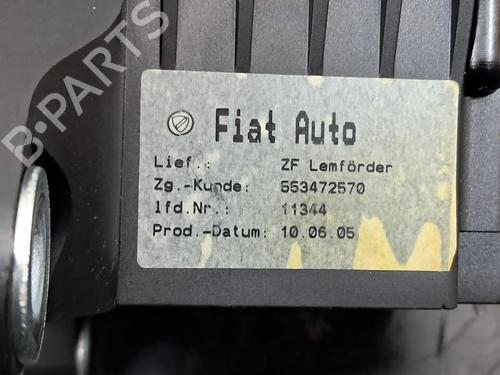 Fiat Auto
Lief.: ZF Lemförder
Zg.-Kunde: 553472570
lfd.Nr.: 11344
Prod.-Datum: 10.06.05
B-PARTS